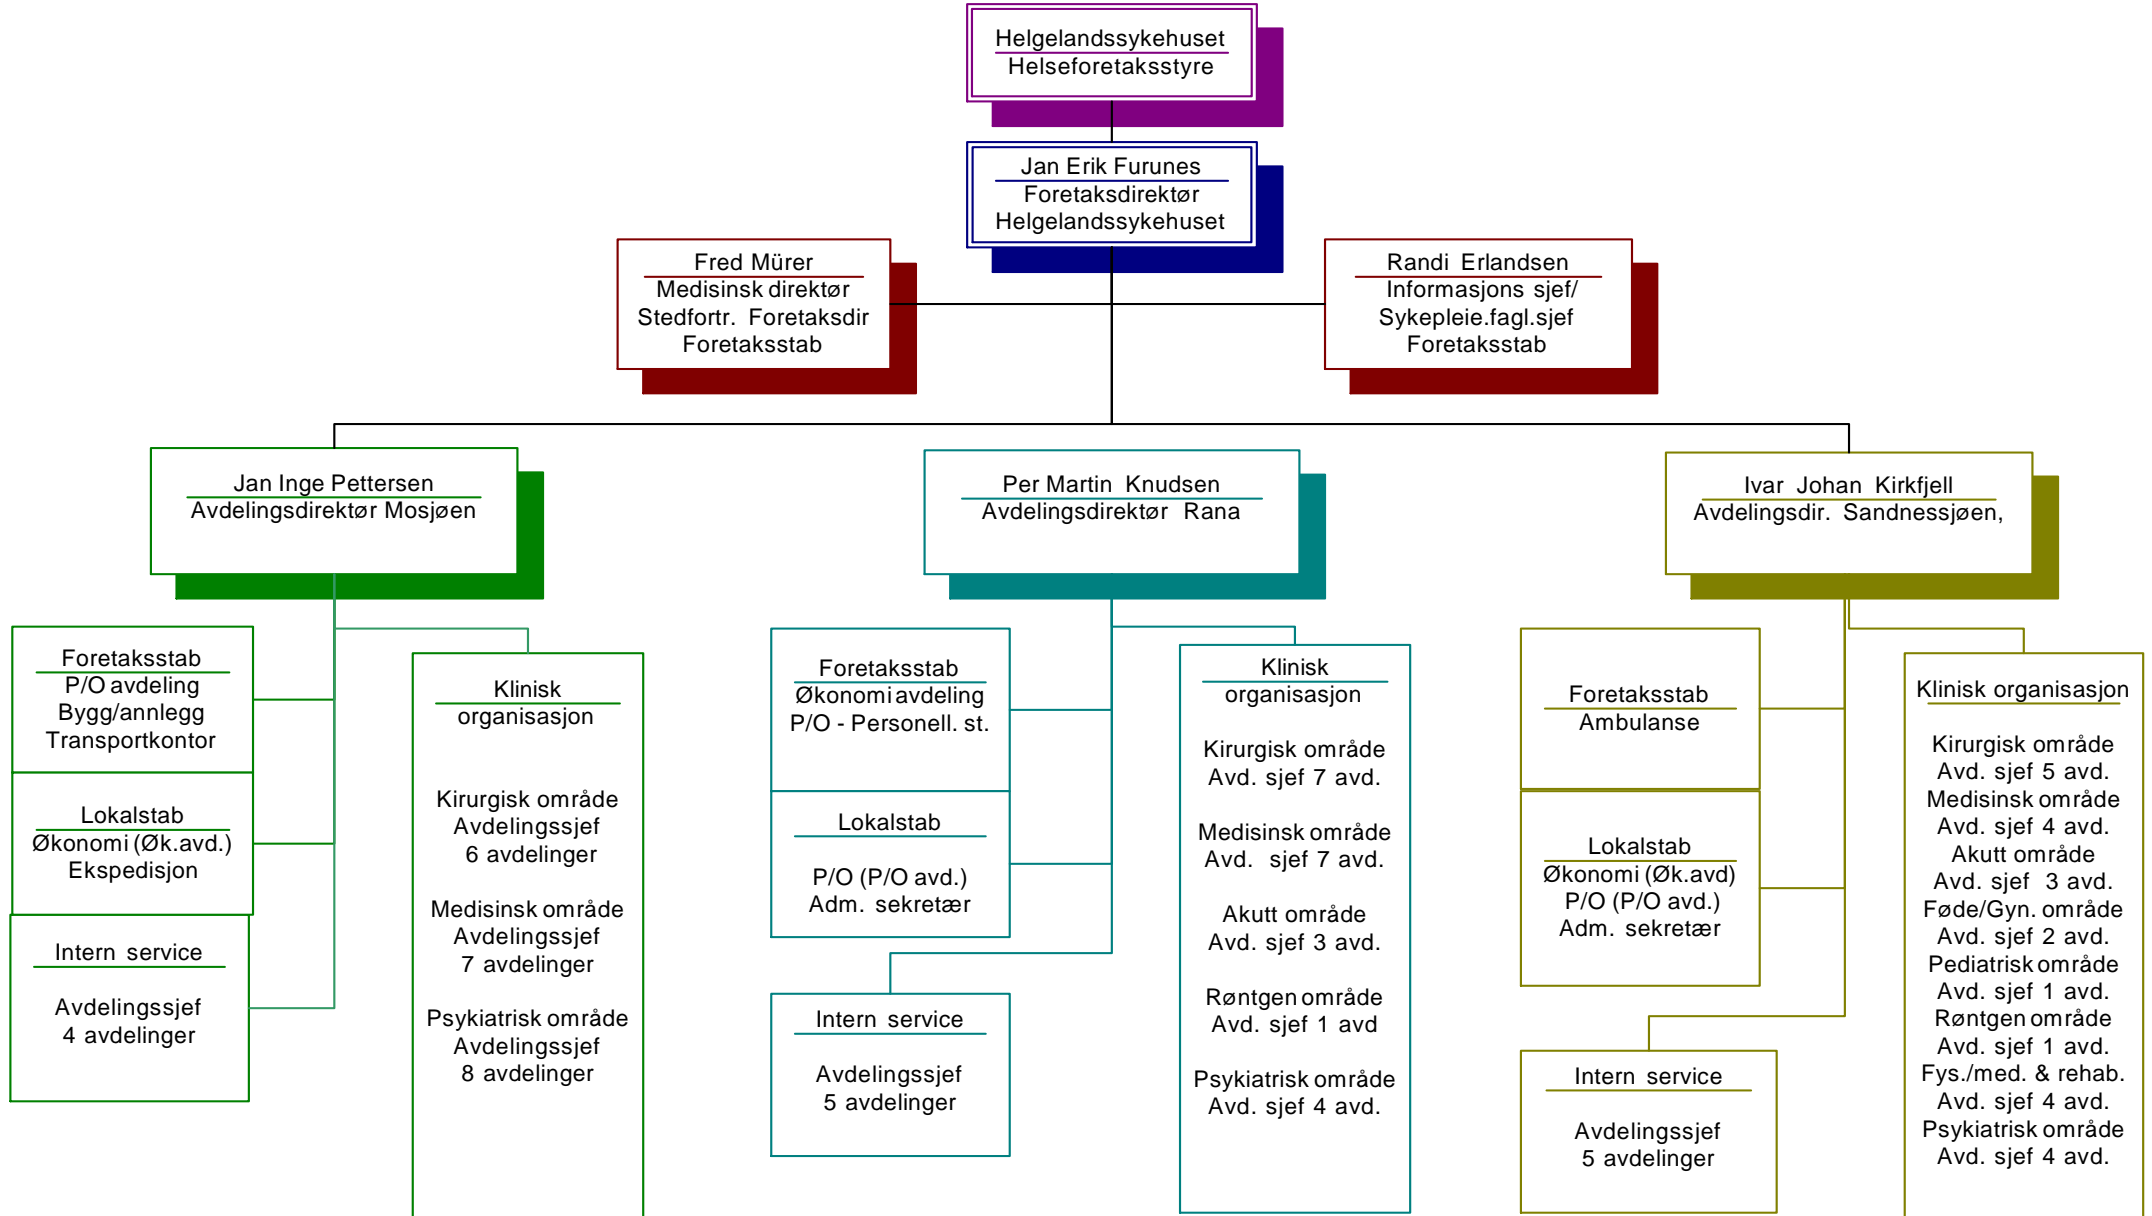 Helgelandssykehuset
Helseforetaksstyre
Jan Erik Furunes
Foretaksdirektør
Helgelandssykehuset
Fred Mürer
Medisinsk direktør
Stedfortr. Foretaksdir
Foretaksstab
Randi Erlandsen
Informasjons sjef/
Sykepleie.fagl.sjef
Foretaksstab
Jan Inge Pettersen
Avdelingsdirektør Mosjøen
Per Martin Knudsen
Avdelingsdirektør Rana
Ivar Johan Kirkfjell
Avdelingsdir. Sandnessjøen,
Foretaksstab
P/O avdeling
Bygg/annlegg
Transportkontor
Lokalstab
Økonomi (Øk.avd.)
Ekspedisjon
Intern service
Avdelingssjef
4 avdelinger
Klinisk
organisasjon
Kirurgisk område
Avdelingssjef
6 avdelinger
Medisinsk område
Avdelingssjef
7 avdelinger
Psykiatrisk område
Avdelingssjef
8 avdelinger
Foretaksstab
Økonomi avdeling
P/O - Personell. st.
Lokalstab
P/O (P/O avd.)
Adm. sekretær
Intern service
Avdelingssjef
5 avdelinger
Klinisk
organisasjon
Kirurgisk område
Avd. sjef 7 avd.
Medisinsk område
Avd. sjef 7 avd.
Akutt område
Avd. sjef 3 avd.
Røntgen område
Avd. sjef 1 avd
Psykiatrisk område
Avd. sjef 4 avd.
Foretaksstab
Ambulanse
Lokalstab
Økonomi (Øk.avd)
P/O (P/O avd.)
Adm. sekretær
Intern service
Avdelingssjef
5 avdelinger
Klinisk organisasjon
Kirurgisk område
Avd. sjef 5 avd.
Medisinsk område
Avd. sjef 4 avd.
Akutt område
Avd. sjef 3 avd.
Føde/Gyn. område
Avd. sjef 2 avd.
Pediatrisk område
Avd. sjef 1 avd.
Røntgen område
Avd. sjef 1 avd.
Fys./med. & rehab.
Avd. sjef 4 avd.
Psykiatrisk område
Avd. sjef 4 avd.